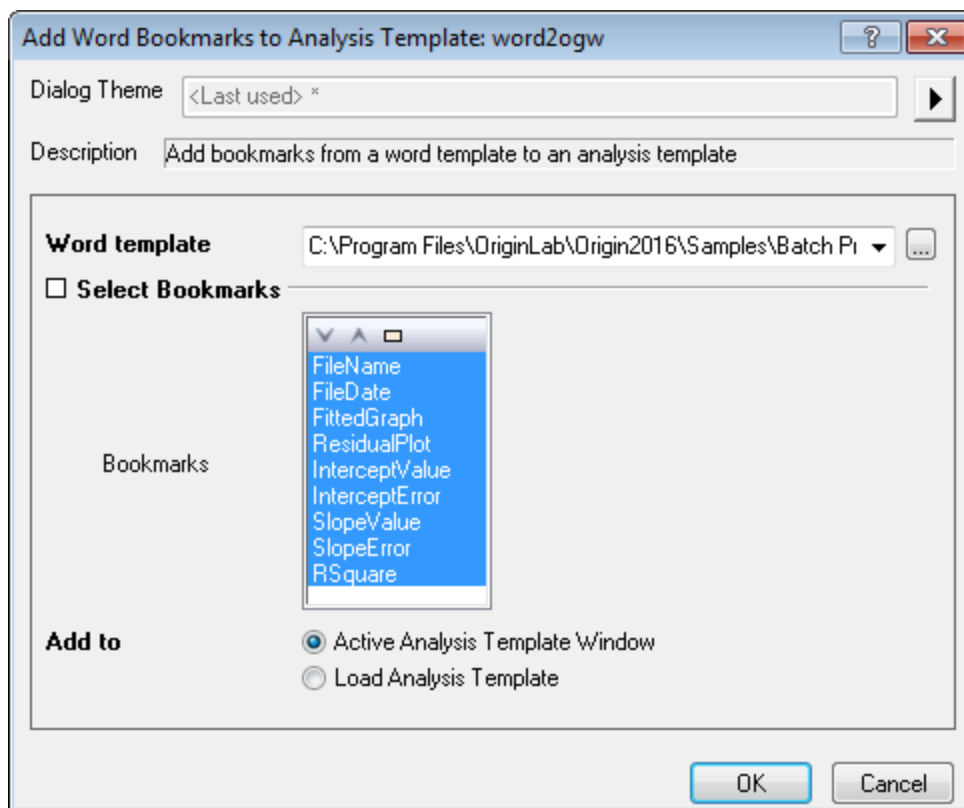 Add Word Bookmarks to Analysis Template: word2ogw
Dialog Theme <Last used> *
Description Add bookmarks from a word template to an analysis template
Word template C:\Program Files\OriginLab\Origin2016\Samples\Batch Pr ...
Select Bookmarks
FileName
FileDate
FittedGraph
ResidualPlot
Bookmarks InterceptValue
InterceptError
SlopeValue
SlopeError
RSquare
Add to Active Analysis Template Window
Load Analysis Template
OK Cancel